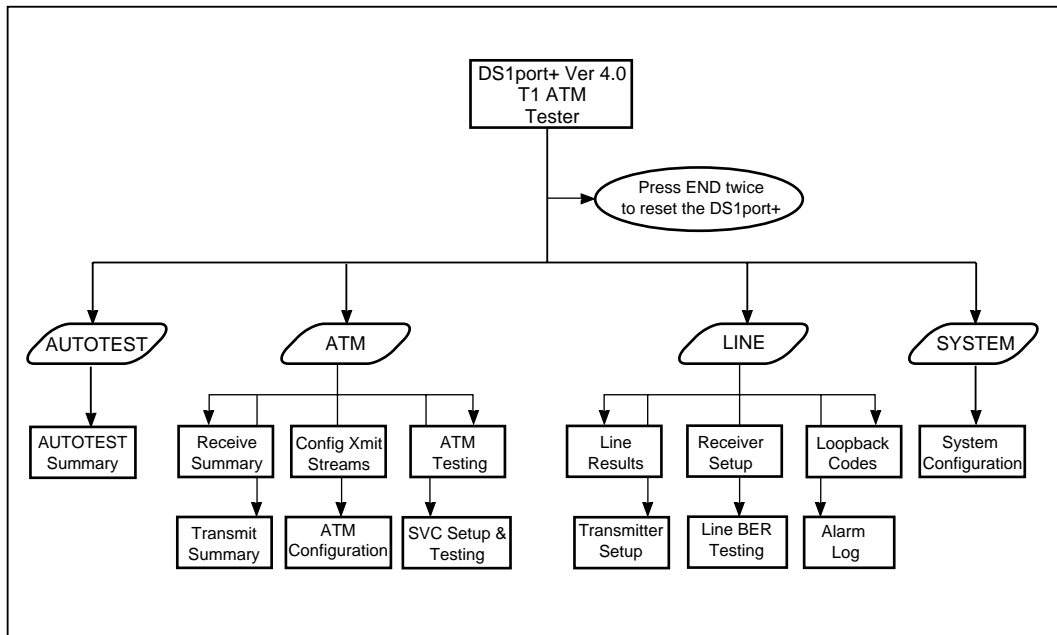 DS1port+ Ver 4.0
T1 ATM
Tester
Press END twice
to reset the DS1port+
AUTOTEST
ATM
LINE
SYSTEM
AUTOTEST
Summary
Receive
Summary
Config Xmit
Streams
ATM
Testing
Line
Results
Receiver
Setup
Loopback
Codes
System
Configuration
Transmit
Summary
ATM
Configuration
SVC Setup &
Testing
Transmitter
Setup
Line BER
Testing
Alarm
Log